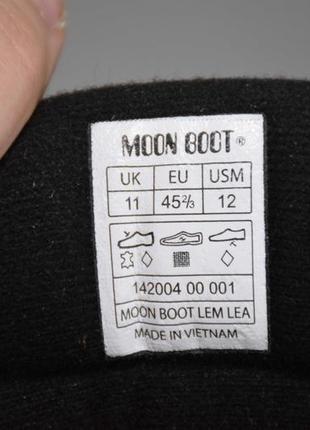 MOON BOOT®
UK EU USM
11 45⅔ 12
142004 00 001
MOON BOOT LEM LEA
MADE IN VIETNAM